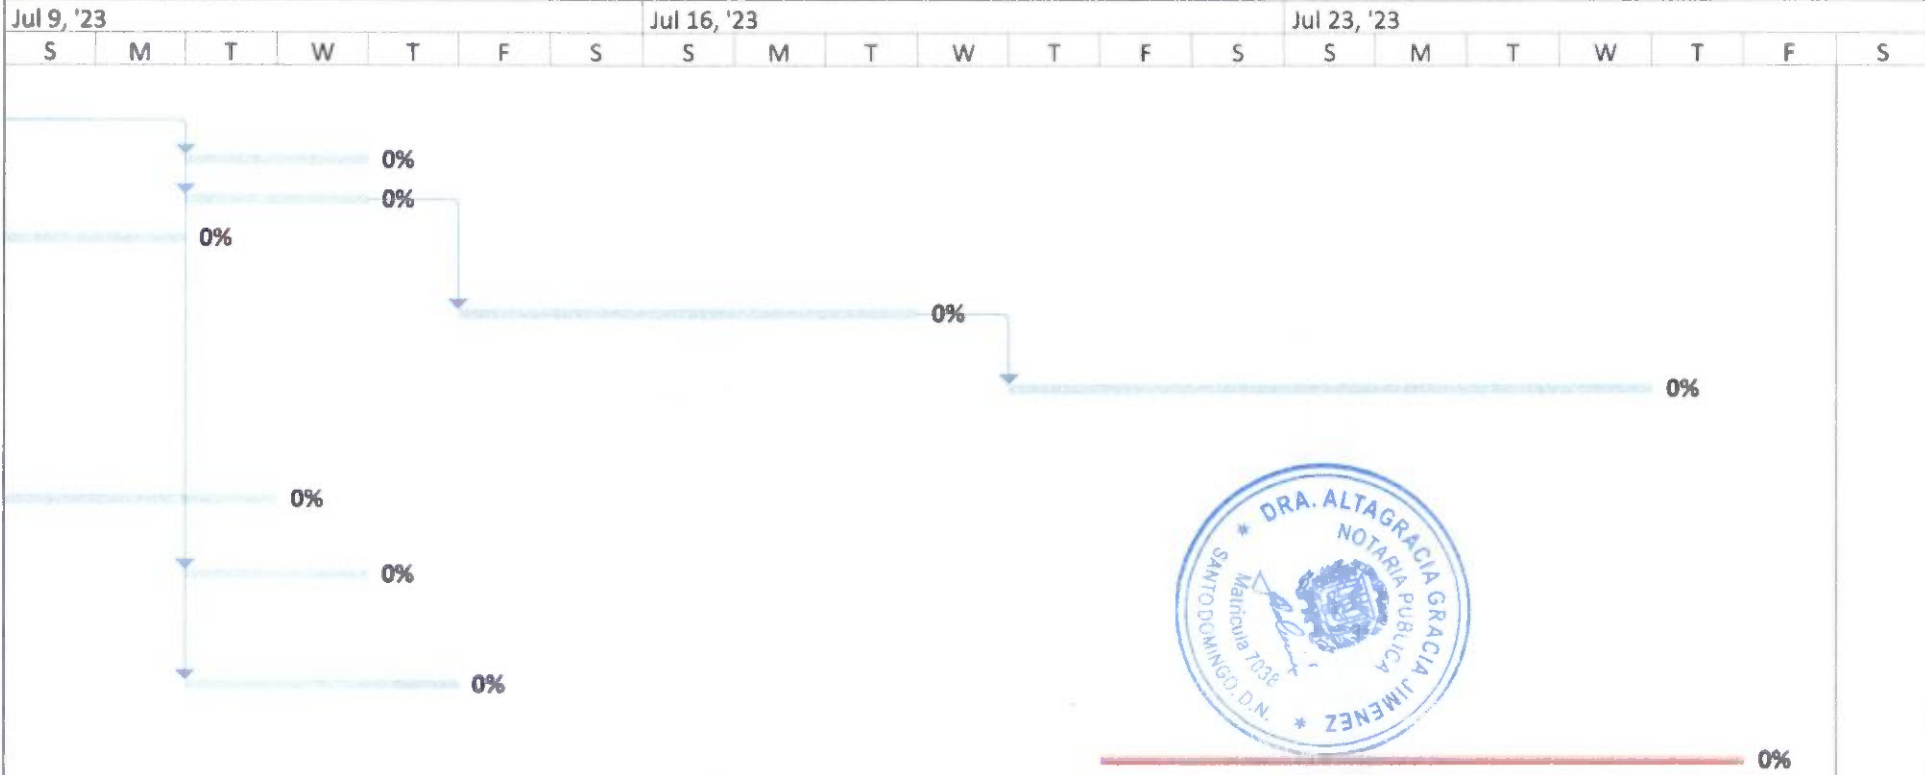 Jul 9, '23 Jul 16, '23 Jul 23, '23
S M T W T F S S M T W T F S S M T W T F S
0%
0%
0%
0%
0%
0%
0%
0%
DRA. ALTAGRACIA GRACIA JIMENEZ
NOTARIA PUBLICA
Matricula 7038
SANTO DOMINGO, D.N.
0%